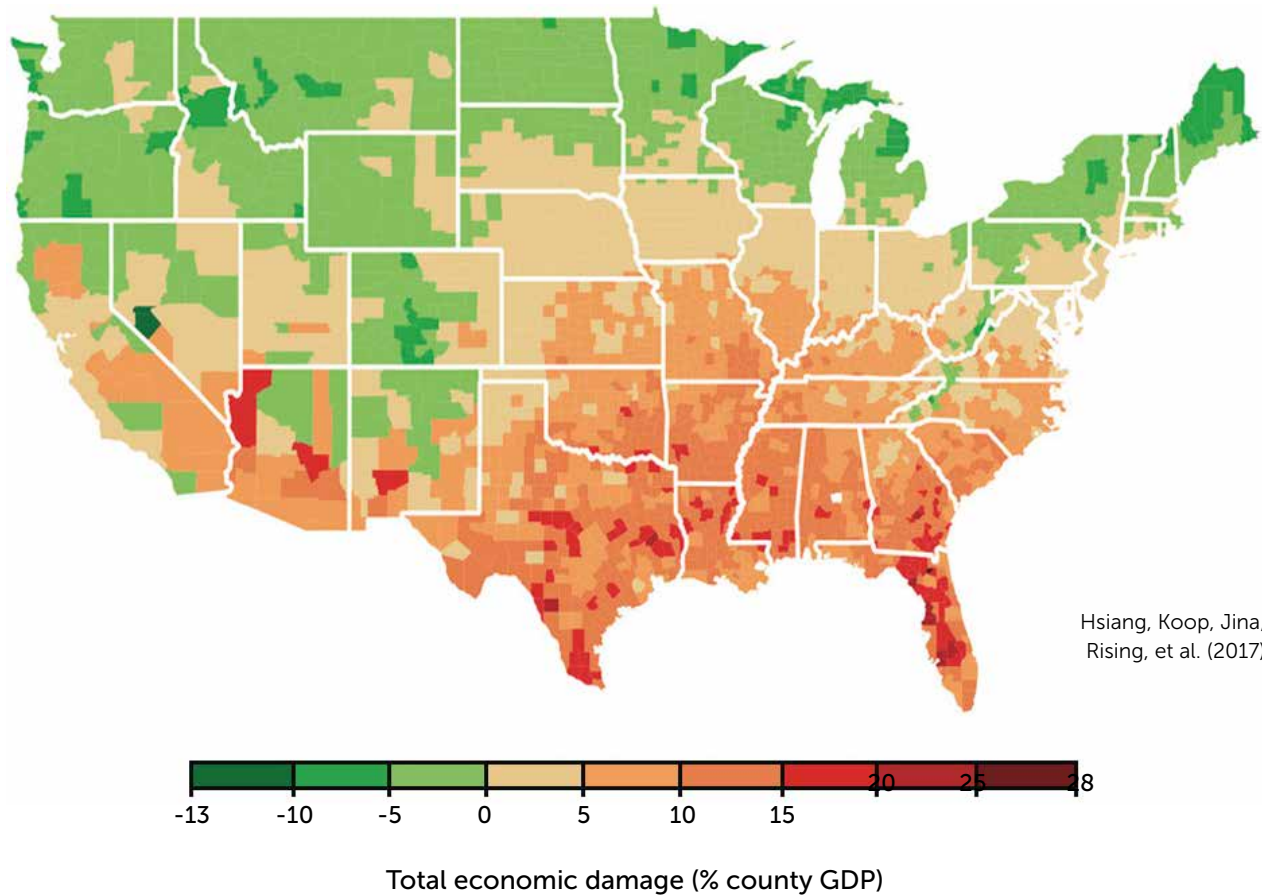 Hsiang, Koop, Jina,
Rising, et al. (2017)
20 25 28
-13 -10 -5 0 5 10 15
Total economic damage (% county GDP)